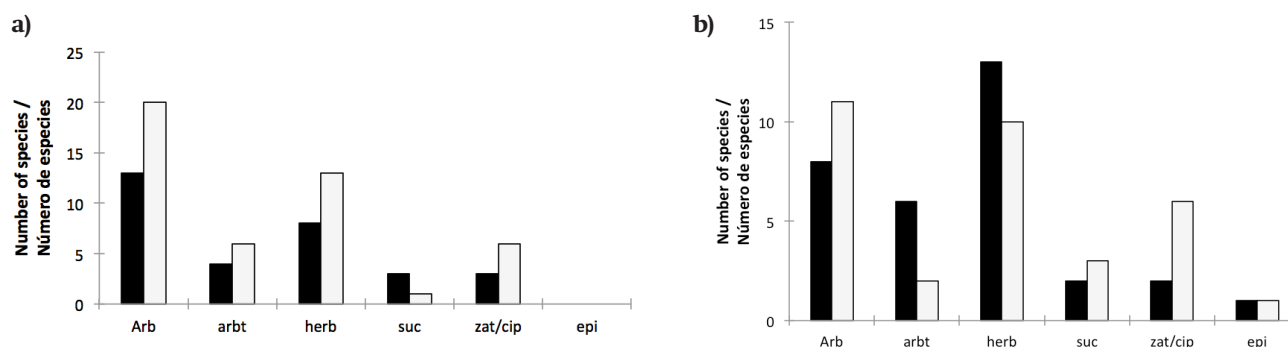 a)
Number of species /
Número de especies
25
20
15
10
5
0
Arb arbt herb suc zat/cip epi
b)
Number of species /
Número de especies
15
10
5
0
Arb arbt herb suc zat/cip epi